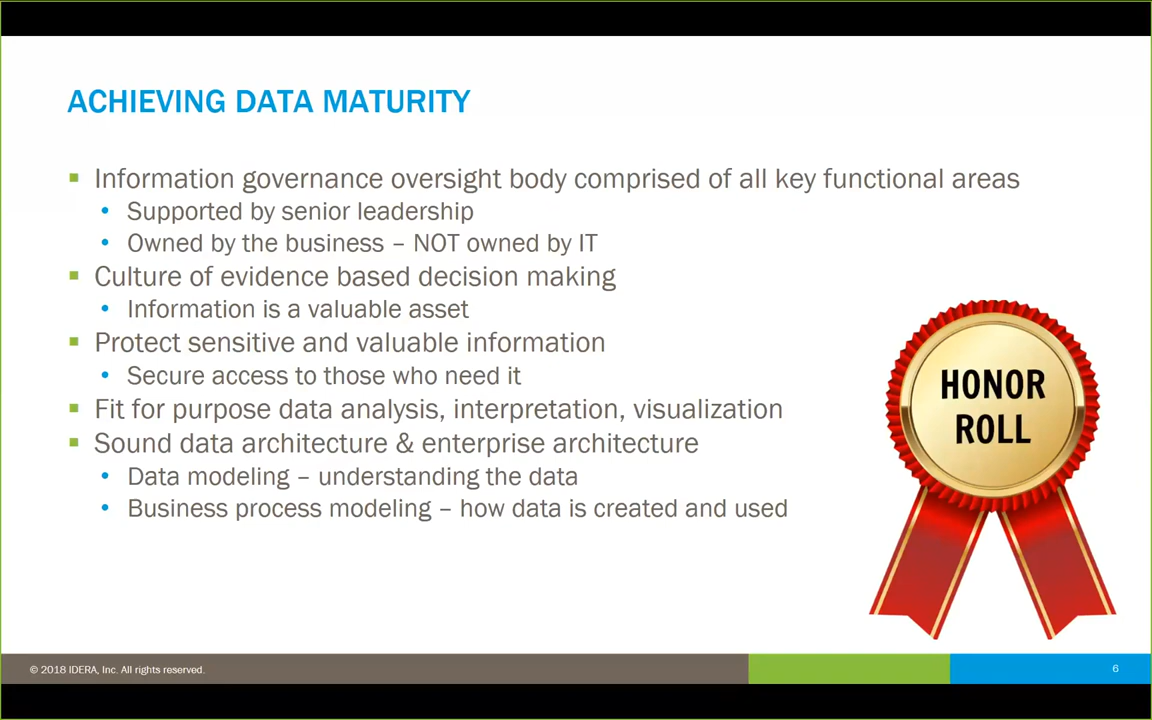 ACHIEVING DATA MATURITY
▪ Information governance oversight body comprised of all key functional areas
• Supported by senior leadership
• Owned by the business – NOT owned by IT
▪ Culture of evidence based decision making
• Information is a valuable asset
▪ Protect sensitive and valuable information
• Secure access to those who need it
▪ Fit for purpose data analysis, interpretation, visualization
▪ Sound data architecture & enterprise architecture
• Data modeling – understanding the data
• Business process modeling – how data is created and used
HONOR
ROLL
© 2018 IDERA, Inc. All rights reserved.
6